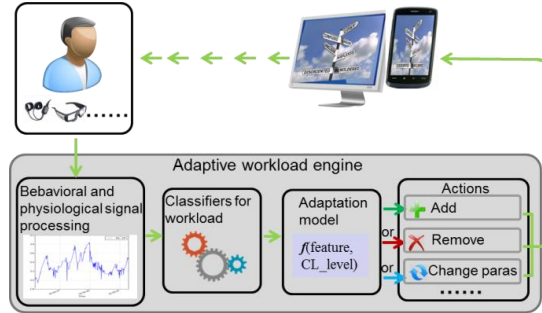 ......
Adaptive workload engine
Bebavioral and
physiological signal
processing
Classifiers for
workload
Adaptation
model
f(feature,
CL_level)
Actions
Add
or
Remove
or
Change paras
......